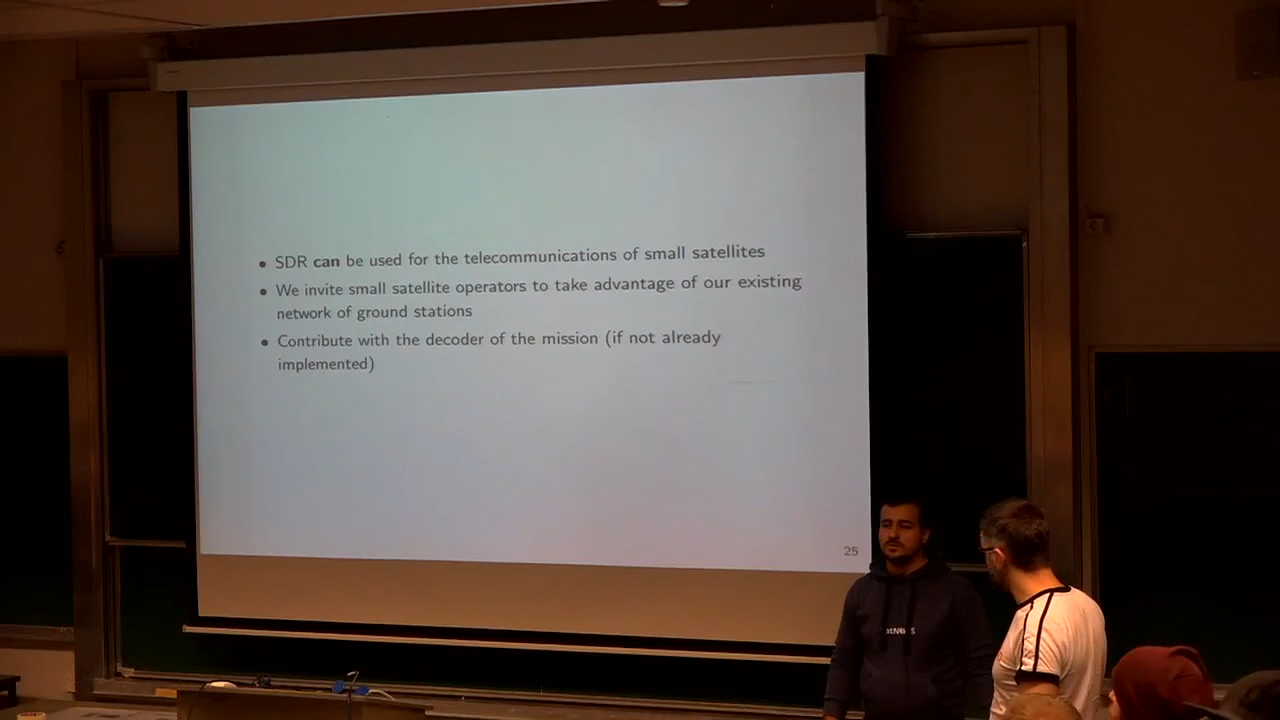 • SDR can be used for the telecommunications of small satellites
• We invite small satellite operators to take advantage of our existing
network of ground stations
• Contribute with the decoder of the mission (if not already
implemented)
25